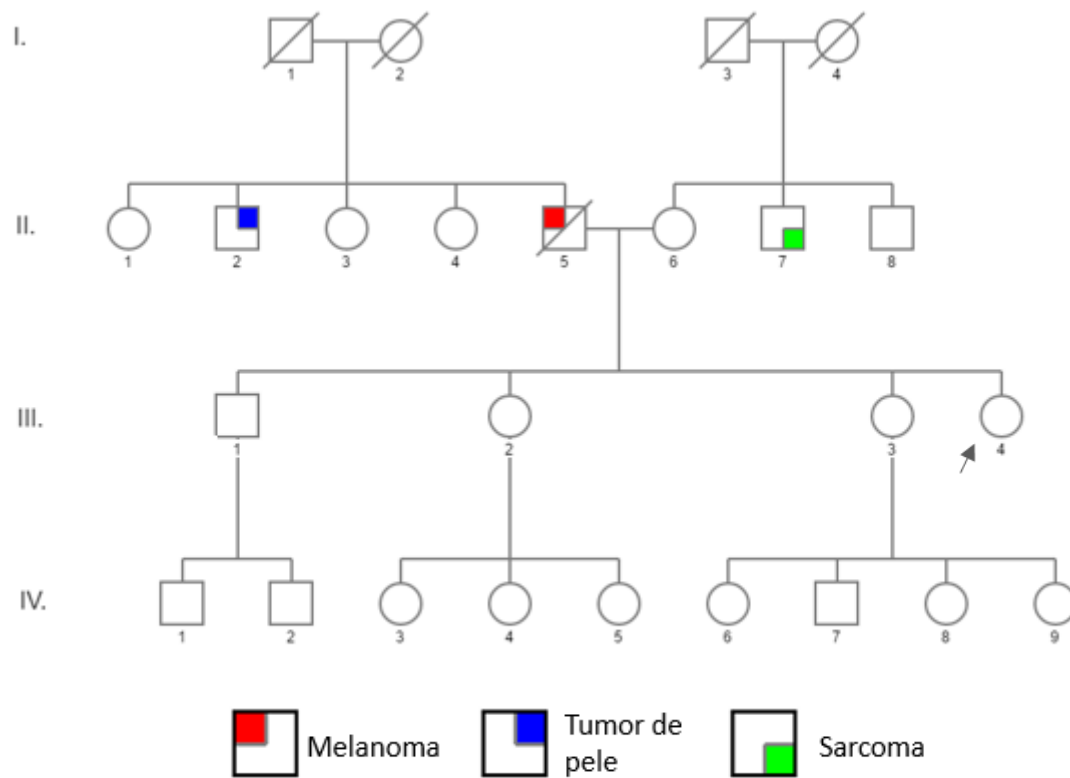 I.
1 2 3 4
II.
1 2 3 4 5 6 7 8
III.
1 2 3 4
IV.
1 2 3 4 5 6 7 8 9
Melanoma
Tumor de
pele
Sarcoma